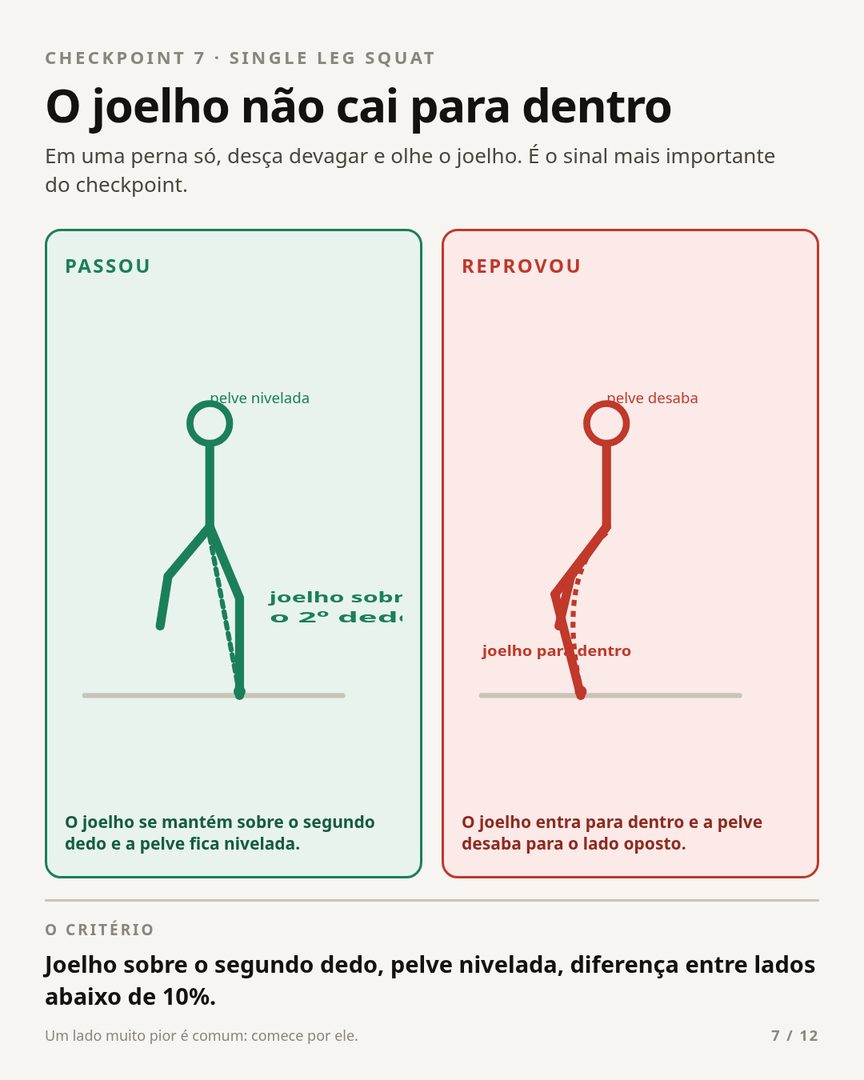 CHECKPOINT 7 · SINGLE LEG SQUAT
O joelho não cai para dentro
Em uma perna só, desça devagar e olhe o joelho. É o sinal mais importante
do checkpoint.
PASSOU
pelve nivelada
joelho sobr
o 2º ded
O joelho se mantém sobre o segundo
dedo e a pelve fica nivelada.
REPROVOU
pelve desaba
joelho para dentro
O joelho entra para dentro e a pelve
desaba para o lado oposto.
O CRITÉRIO
Joelho sobre o segundo dedo, pelve nivelada, diferença entre lados
abaixo de 10%.
Um lado muito pior é comum: comece por ele.
7 / 12